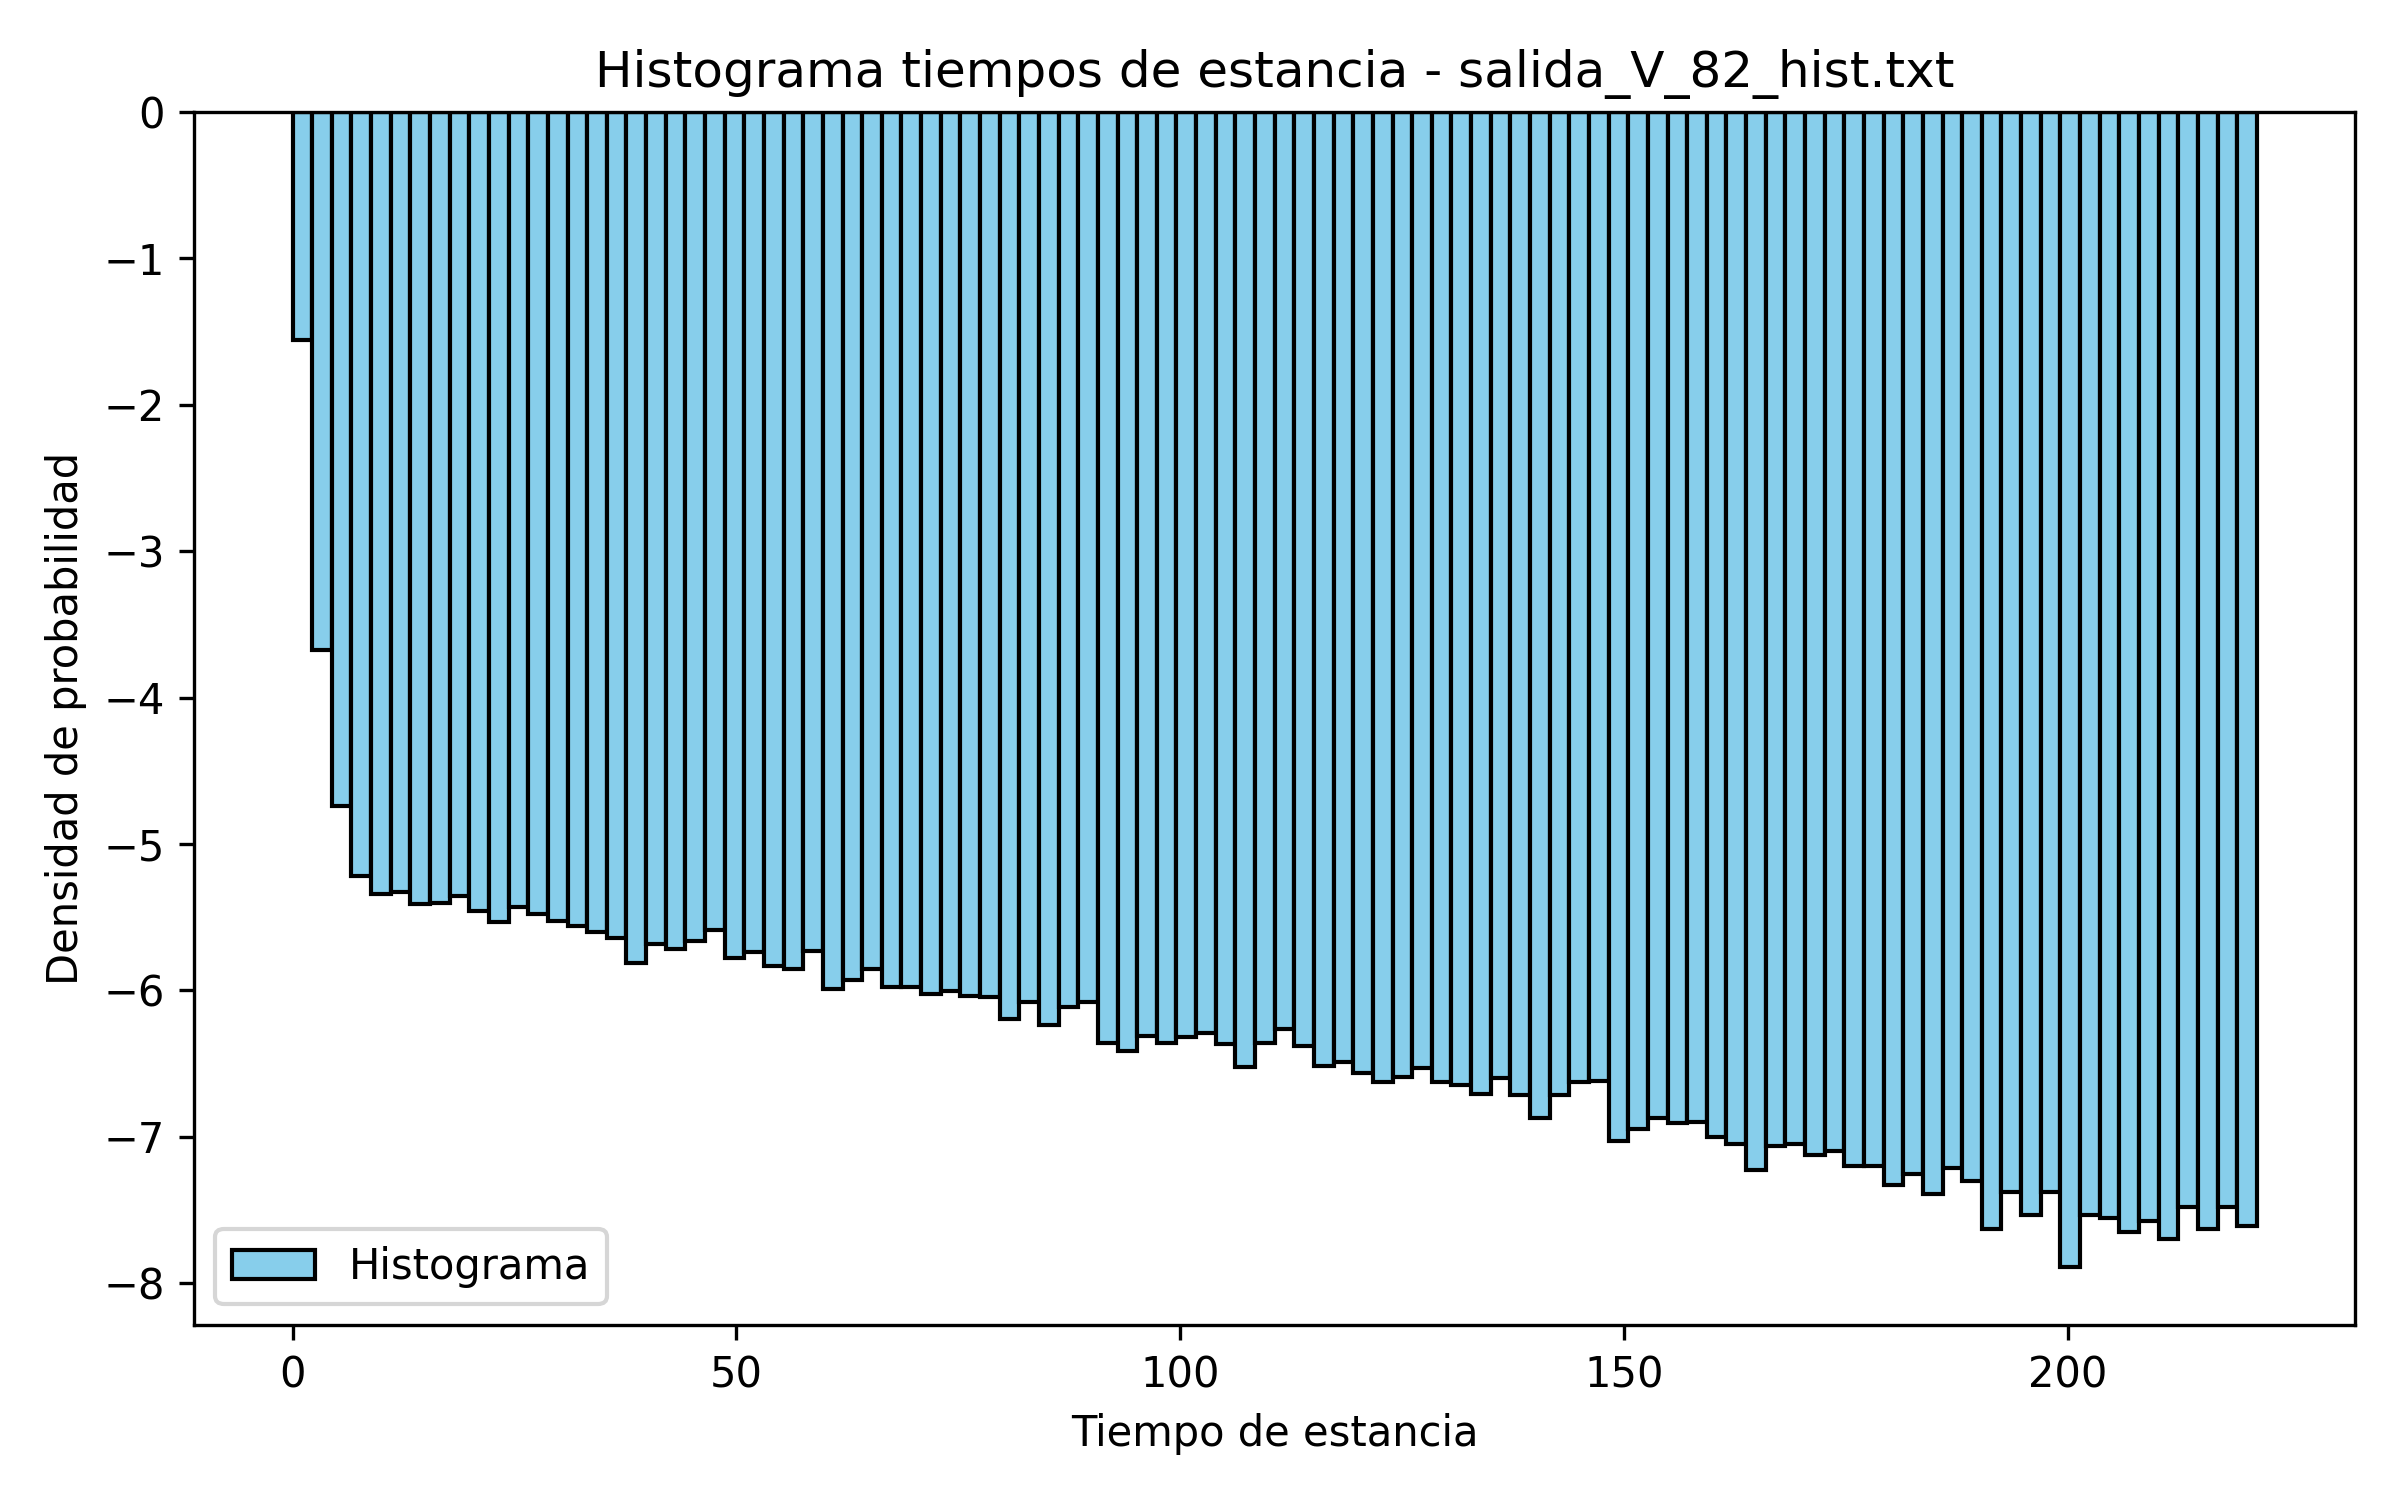 Histograma tiempos de estancia - salida_V_82_hist.txt
Densidad de probabilidad
0
−1
−2
−3
−4
−5
−6
−7
−8
Histograma
0 50 100 150 200
Tiempo de estancia